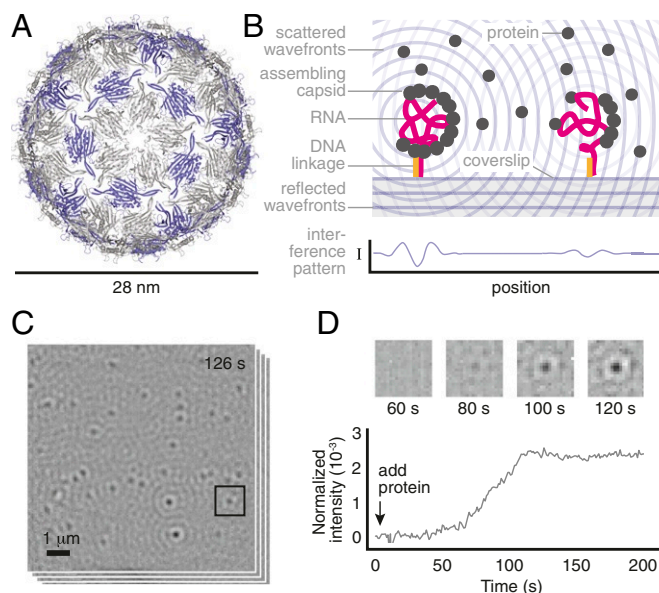 A
28 nm
B
scattered
wavefronts
protein
assembling
capsid
RNA
DNA
linkage
coverslip
reflected
wavefronts
inter-
ference
pattern
I
position
C
126 s
1 μm
D
60 s
80 s
100 s
120 s
Normalized
intensity (10⁻³)
3
2
1
0
add
protein
0
50
100
150
200
Time (s)